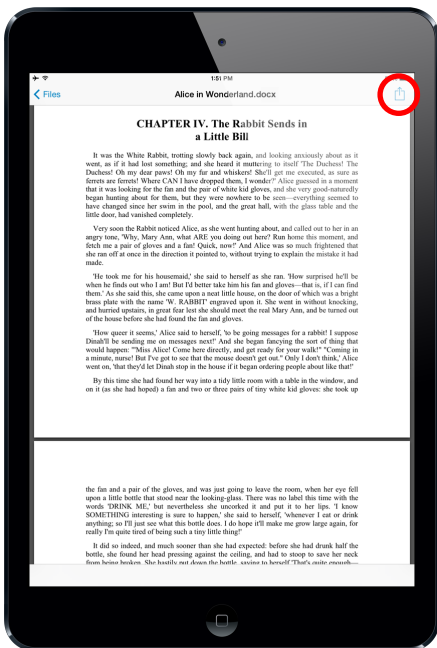 1:51 PM
Files
Alice in Wonderland.docx
CHAPTER IV. The Rabbit Sends in
a Little Bill
It was the White Rabbit, trotting slowly back again, and looking anxiously about as it
went, as if it had lost something; and she heard it muttering to itself 'The Duchess! The
Duchess! Oh my dear paws! Oh my fur and whiskers! She'll get me executed, as sure as
ferrets are ferrets! Where CAN I have dropped them, I wonder?' Alice guessed in a moment
that it was looking for the fan and the pair of white kid gloves, and she very good-naturedly
began hunting about for them, but they were nowhere to be seen—everything seemed to
have changed since her swim in the pool, and the great hall, with the glass table and the
little door, had vanished completely.
Very soon the Rabbit noticed Alice, as she went hunting about, and called out to her in an
angry tone, 'Why, Mary Ann, what ARE you doing out here? Run home this moment, and
fetch me a pair of gloves and a fan! Quick, now!' And Alice was so much frightened that
she ran off at once in the direction it pointed to, without trying to explain the mistake it had
made.
'He took me for his housemaid,' she said to herself as she ran. 'How surprised he'll be
when he finds out who I am! But I'd better take him his fan and gloves—that is, if I can find
them.' As she said this, she came upon a neat little house, on the door of which was a bright
brass plate with the name 'W. RABBIT' engraved upon it. She went in without knocking,
and hurried upstairs, in great fear lest she should meet the real Mary Ann, and be turned out
of the house before she had found the fan and gloves.
'How queer it seems,' Alice said to herself, 'to be going messages for a rabbit! I suppose
Dinah'll be sending me on messages next!' And she began fancying the sort of thing that
would happen: '"Miss Alice! Come here directly, and get ready for your walk!" "Coming in
a minute, nurse! But I've got to see that the mouse doesn't get out." Only I don't think,' Alice
went on, 'that they'd let Dinah stop in the house if it began ordering people about like that!'
By this time she had found her way into a tidy little room with a table in the window, and
on it (as she had hoped) a fan and two or three pairs of tiny white kid gloves: she took up
the fan and a pair of the gloves, and was just going to leave the room, when her eye fell
upon a little bottle that stood near the looking-glass. There was no label this time with the
words 'DRINK ME,' but nevertheless she uncorked it and put it to her lips. 'I know
SOMETHING interesting is sure to happen,' she said to herself, 'whenever I eat or drink
anything; so I'll just see what this bottle does. I do hope it'll make me grow large again, for
really I'm quite tired of being such a tiny little thing!'
It did so indeed, and much sooner than she had expected: before she had drunk half the
bottle, she found her head pressing against the ceiling, and had to stoop to save her neck
from being broken. She hastily put down the bottle, saying to herself 'That's quite enough—